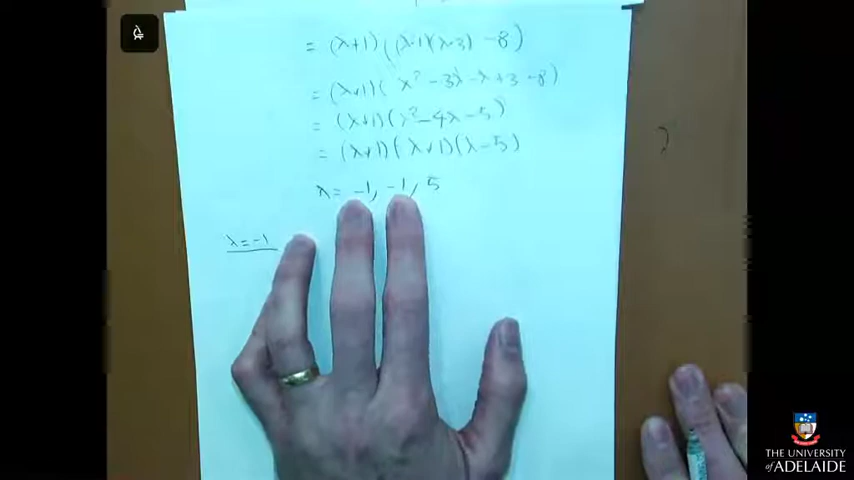 = (λ+1)((λ-1)(λ-3) -8)
= (λ+1)(λ² -3λ -λ +3 -8)
= (λ+1)(λ² -4λ -5)
= (λ+1)(λ+1)(λ-5)
λ = -1, -1, 5
λ = -1
THE UNIVERSITY
of ADELAIDE